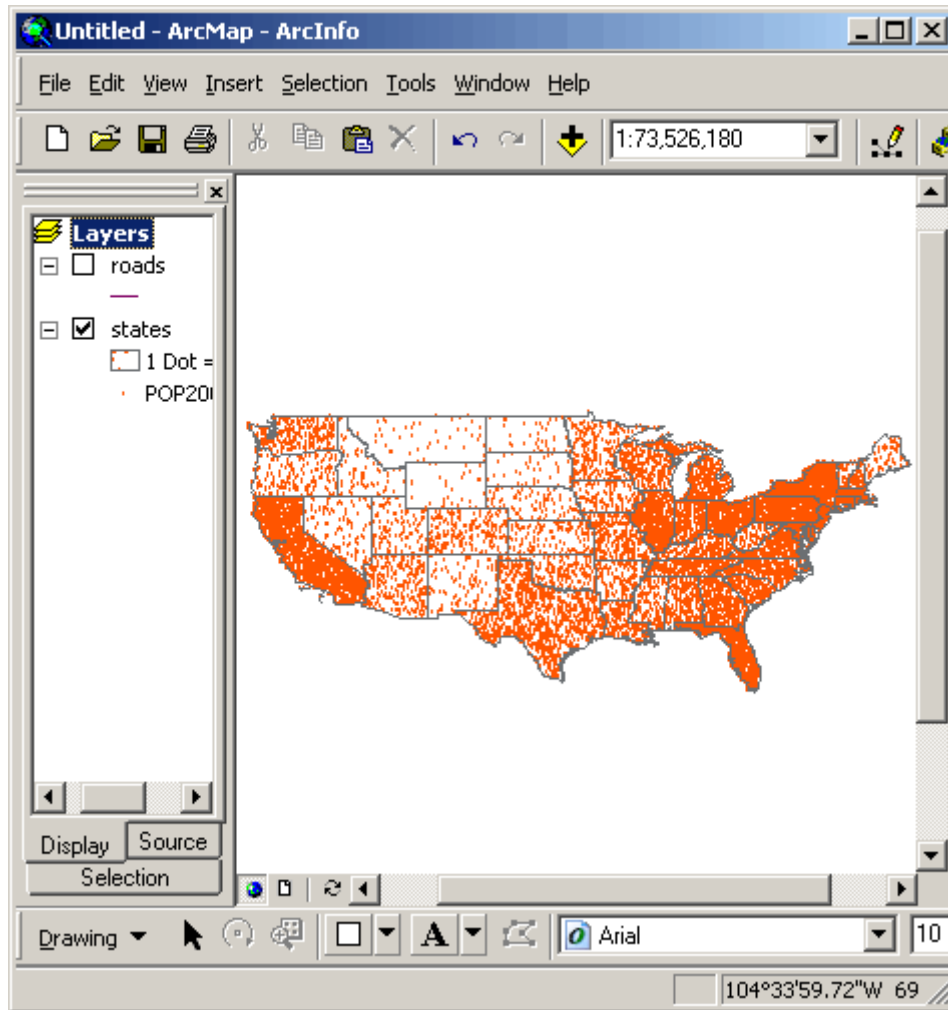 Untitled - ArcMap - ArcInfo
File Edit View Insert Selection Tools Window Help
1:73,526,180
Layers
roads
states
1 Dot =
POP200
Display Source
Selection
Drawing A Arial 10
104°33'59.72"W 69